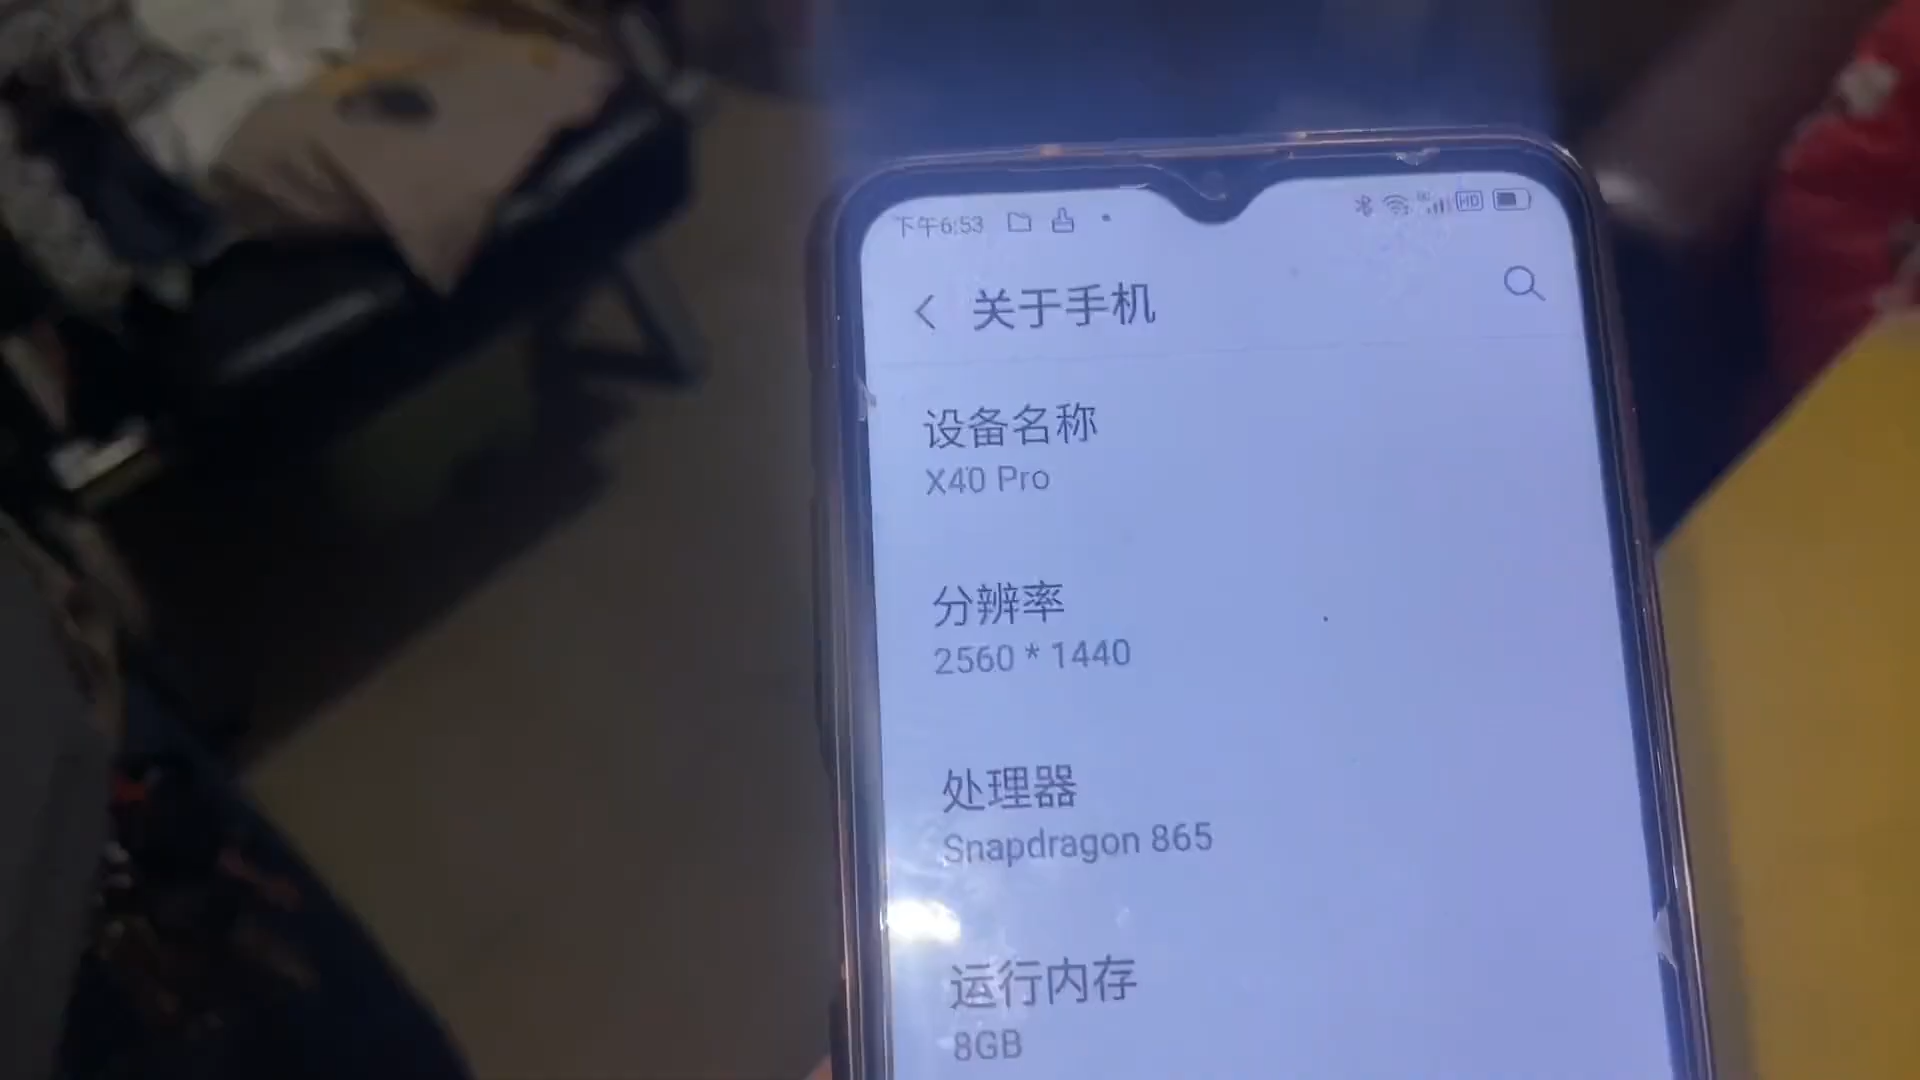 下午6:53
HD
关于手机
设备名称
X40 Pro
分辨率
2560 * 1440
处理器
Snapdragon 865
运行内存
8GB